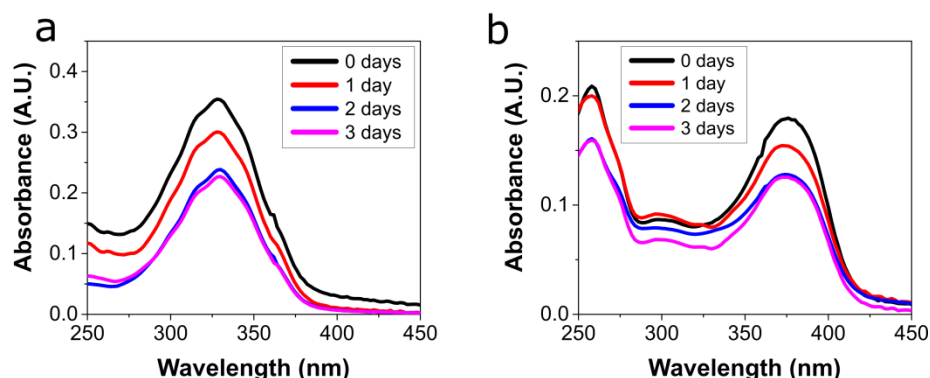 a
0 days
1 day
2 days
3 days
0.4
0.3
0.2
0.1
0.0
250 300 350 400 450
Absorbance (A.U.)
Wavelength (nm)
b
0 days
1 day
2 days
3 days
0.2
0.1
0.0
250 300 350 400 450
Absorbance (A.U.)
Wavelength (nm)